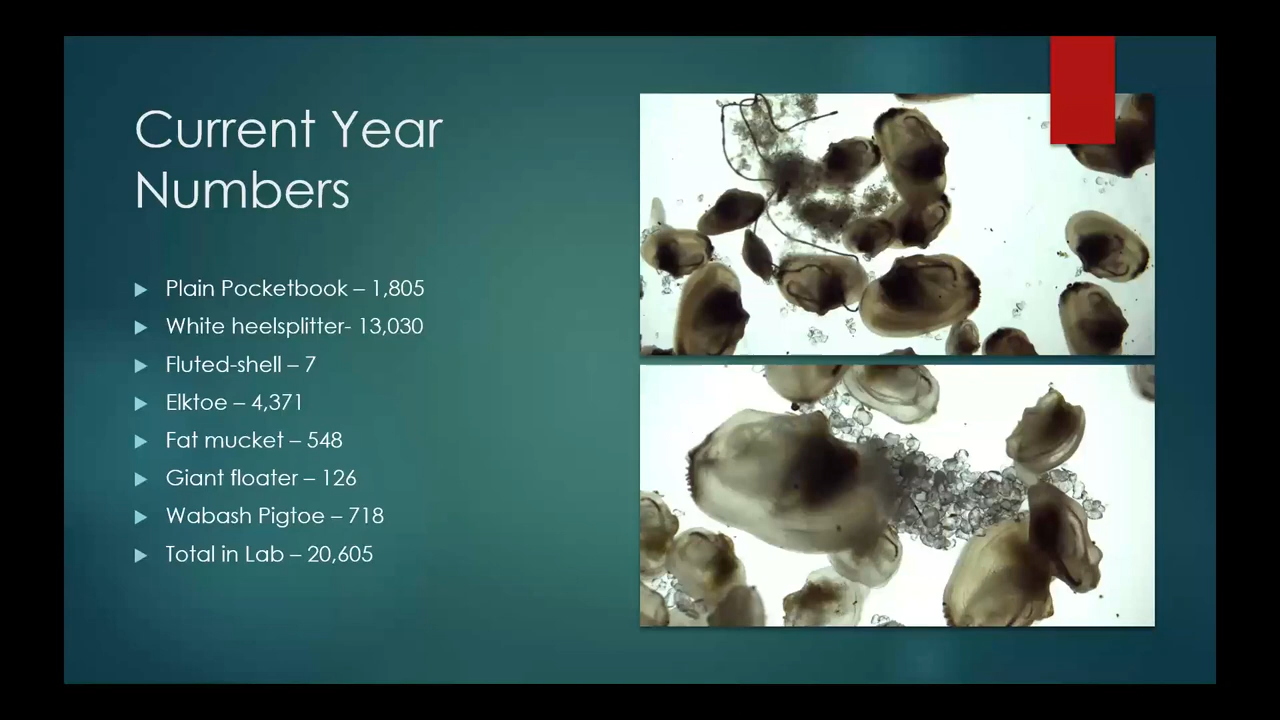 Current Year
Numbers
Plain Pocketbook – 1,805
White heelsplitter- 13,030
Fluted-shell – 7
Elktoe – 4,371
Fat mucket – 548
Giant floater – 126
Wabash Pigtoe – 718
Total in Lab – 20,605